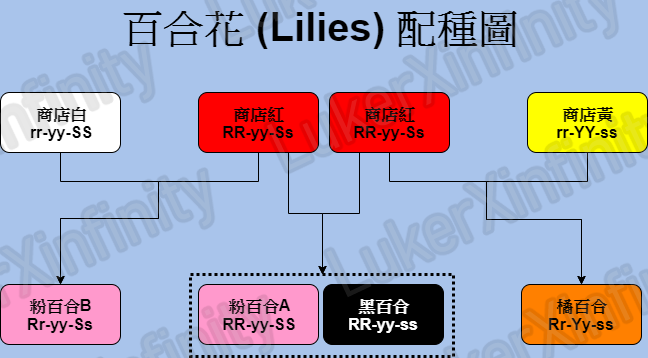 百合花 (Lilies) 配種圖
商店白
rr-yy-SS
商店紅
RR-yy-Ss
商店紅
RR-yy-Ss
商店黃
rr-YY-ss
粉百合B
Rr-yy-Ss
粉百合A
RR-yy-SS
黑百合
RR-yy-ss
橘百合
Rr-Yy-ss
LukerXinfinity
LukerXinfinity